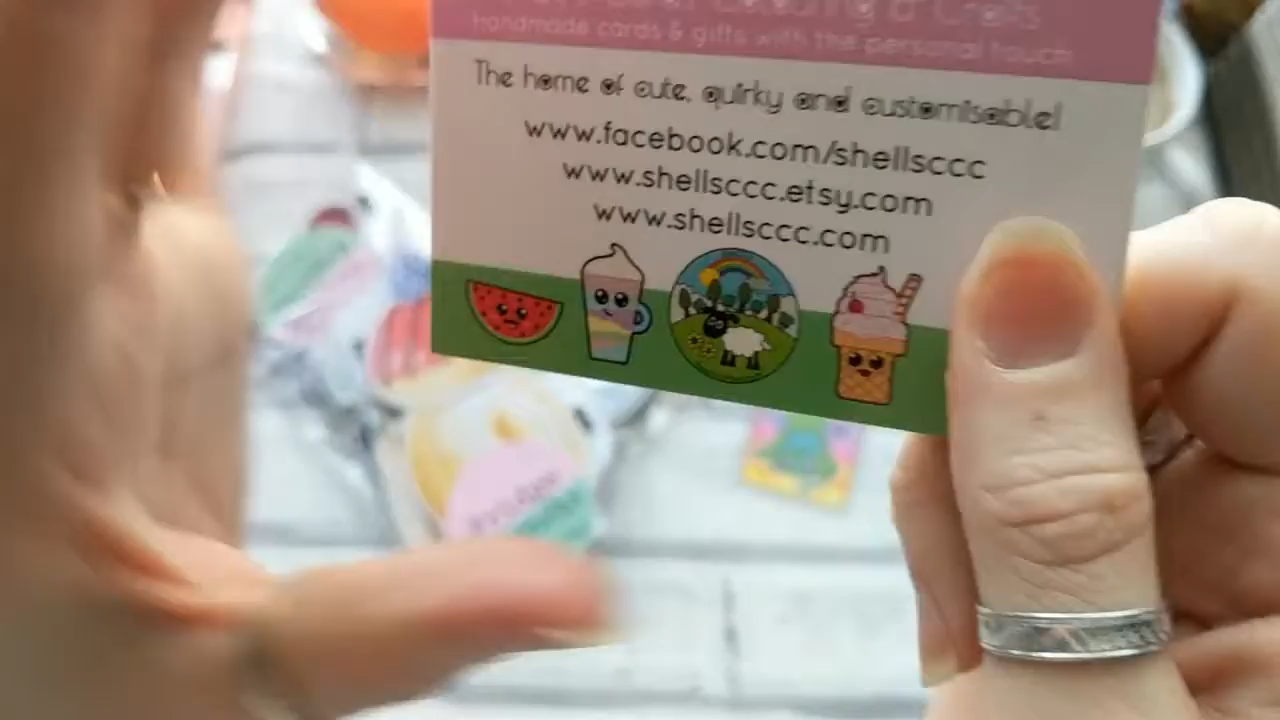 & Crafts
Handmade cards & gifts with the personal touch
The home of cute, quirky and customisable!
www.facebook.com/shellsccc
www.shellsccc.etsy.com
www.shellsccc.com